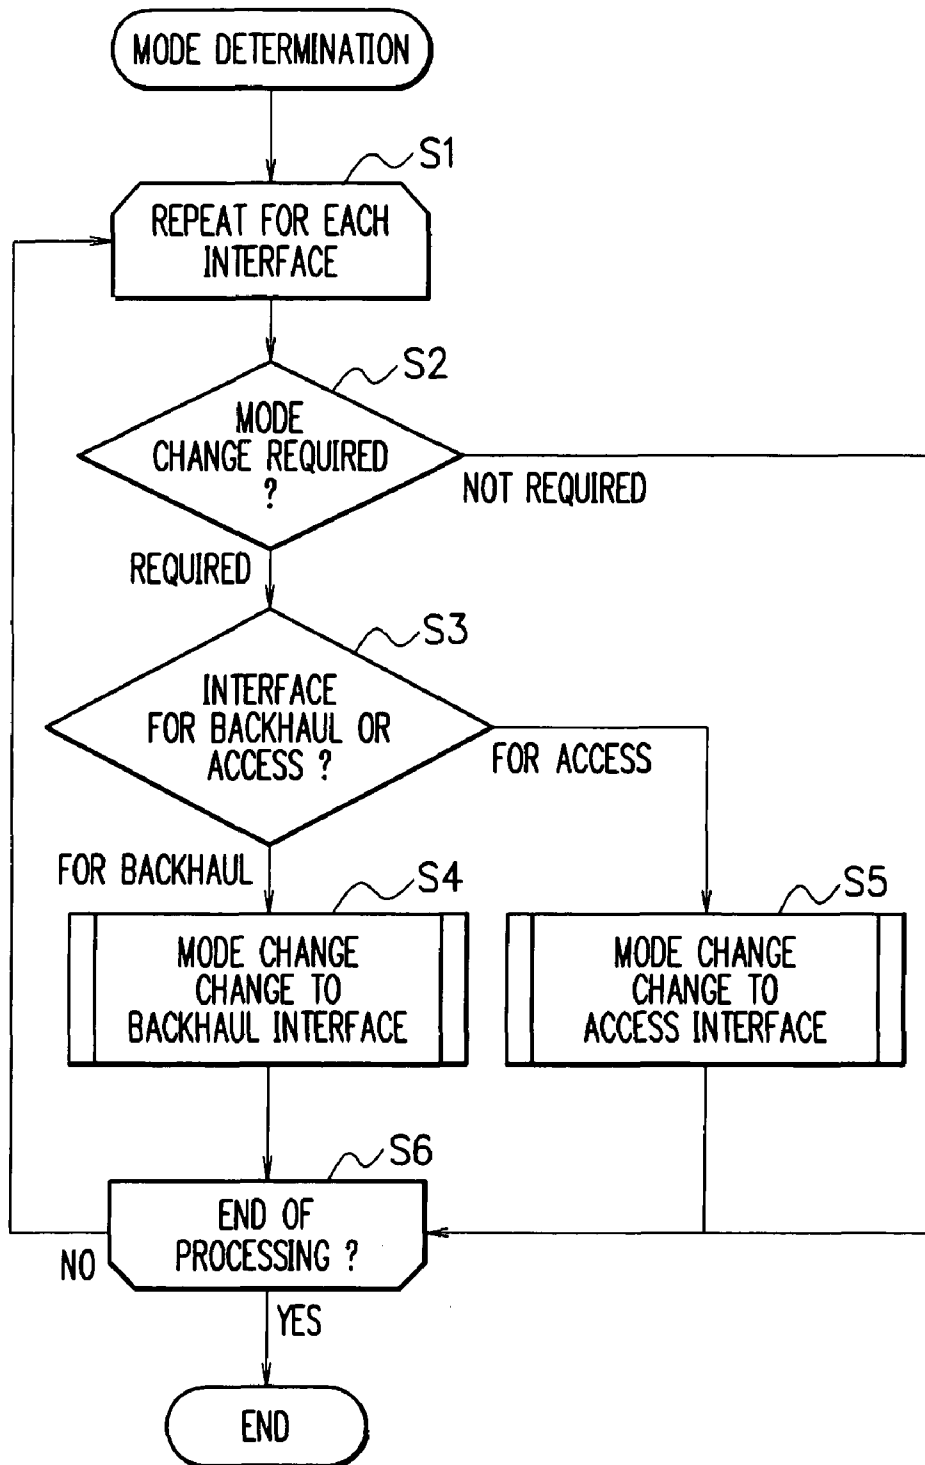 MODE DETERMINATION
S1
REPEAT FOR EACH
INTERFACE
S2
MODE
CHANGE REQUIRED
?
NOT REQUIRED
REQUIRED
S3
INTERFACE
FOR BACKHAUL OR
ACCESS ?
FOR ACCESS
FOR BACKHAUL
S4
MODE CHANGE
CHANGE TO
BACKHAUL INTERFACE
S5
MODE CHANGE
CHANGE TO
ACCESS INTERFACE
S6
END OF
PROCESSING ?
NO
YES
END